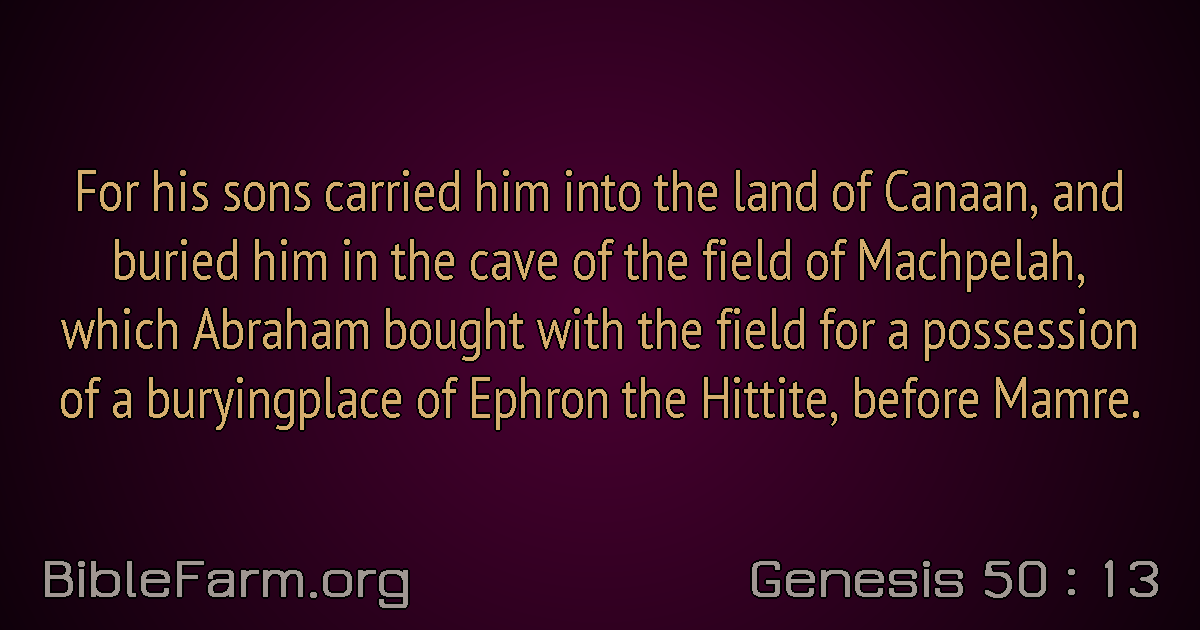 For his sons carried him into the land of Canaan, and
buried him in the cave of the field of Machpelah,
which Abraham bought with the field for a possession
of a buryingplace of Ephron the Hittite, before Mamre.
BibleFarm.org
Genesis 50 : 13